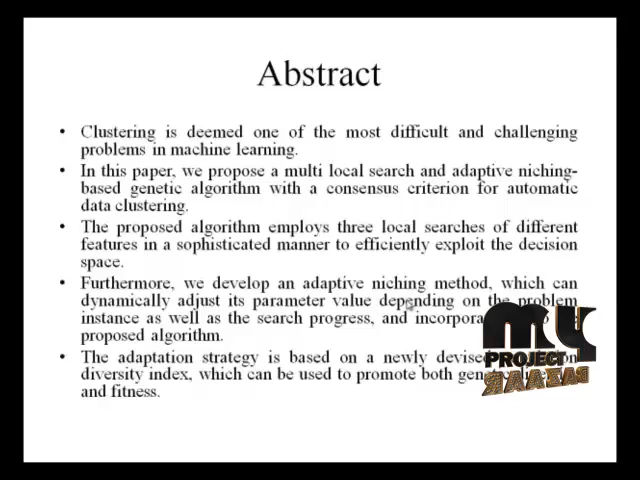 Abstract
• Clustering is deemed one of the most difficult and challenging
problems in machine learning.
• In this paper, we propose a multi local search and adaptive niching-
based genetic algorithm with a consensus criterion for automatic
data clustering.
• The proposed algorithm employs three local searches of different
features in a sophisticated manner to efficiently exploit the decision
space.
• Furthermore, we develop an adaptive niching method, which can
dynamically adjust its parameter value depending on the problem
instance as well as the search progress, and
proposed algorithm.
• The adaptation strategy is based on a newly devised
diversity index, which can be used to promote both
and fitness.
MY
PROJECT
BAZAAR